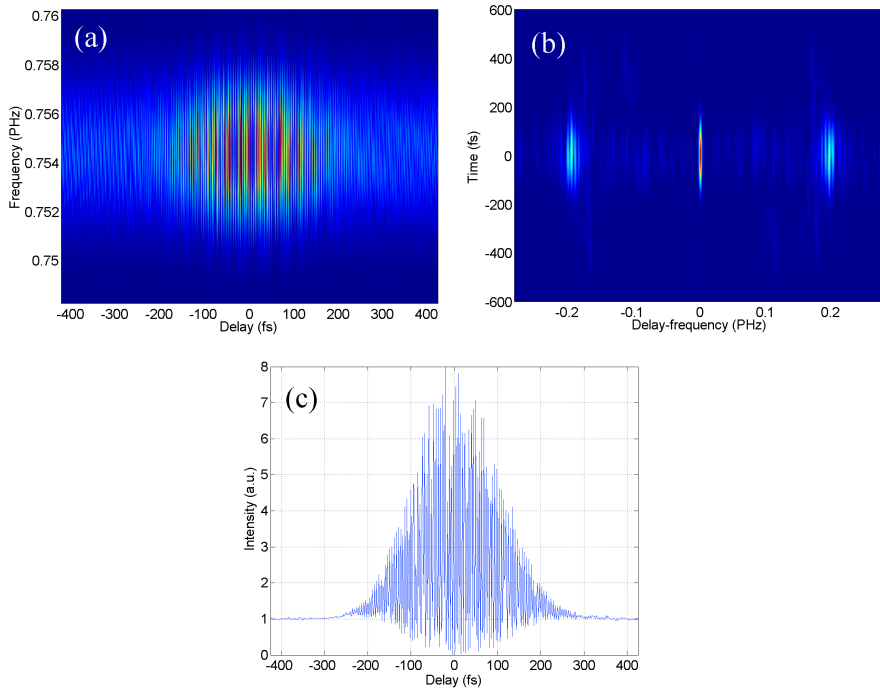 (a)
0.76
0.758
0.756
0.754
0.752
0.75
Frequency (PHz)
-400 -300 -200 -100 0 100 200 300 400
Delay (fs)
(b)
600
400
200
0
-200
-400
-600
Time (fs)
-0.2 -0.1 0 0.1 0.2
Delay-frequency (PHz)
(c)
8
7
6
5
4
3
2
1
0
Intensity (a.u.)
-400 -300 -200 -100 0 100 200 300 400
Delay (fs)